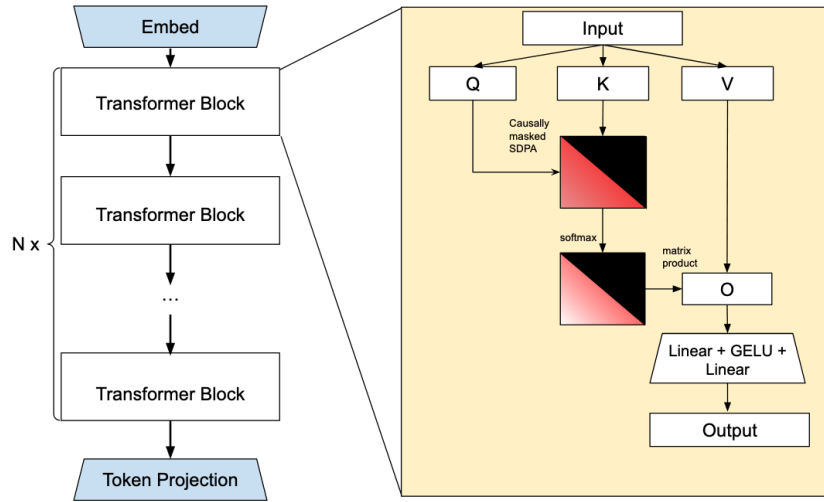 Embed
Transformer Block
Transformer Block
N x
...
Transformer Block
Token Projection
Input
Q
K
V
Causally
masked
SDPA
softmax
matrix
product
O
Linear + GELU +
Linear
Output